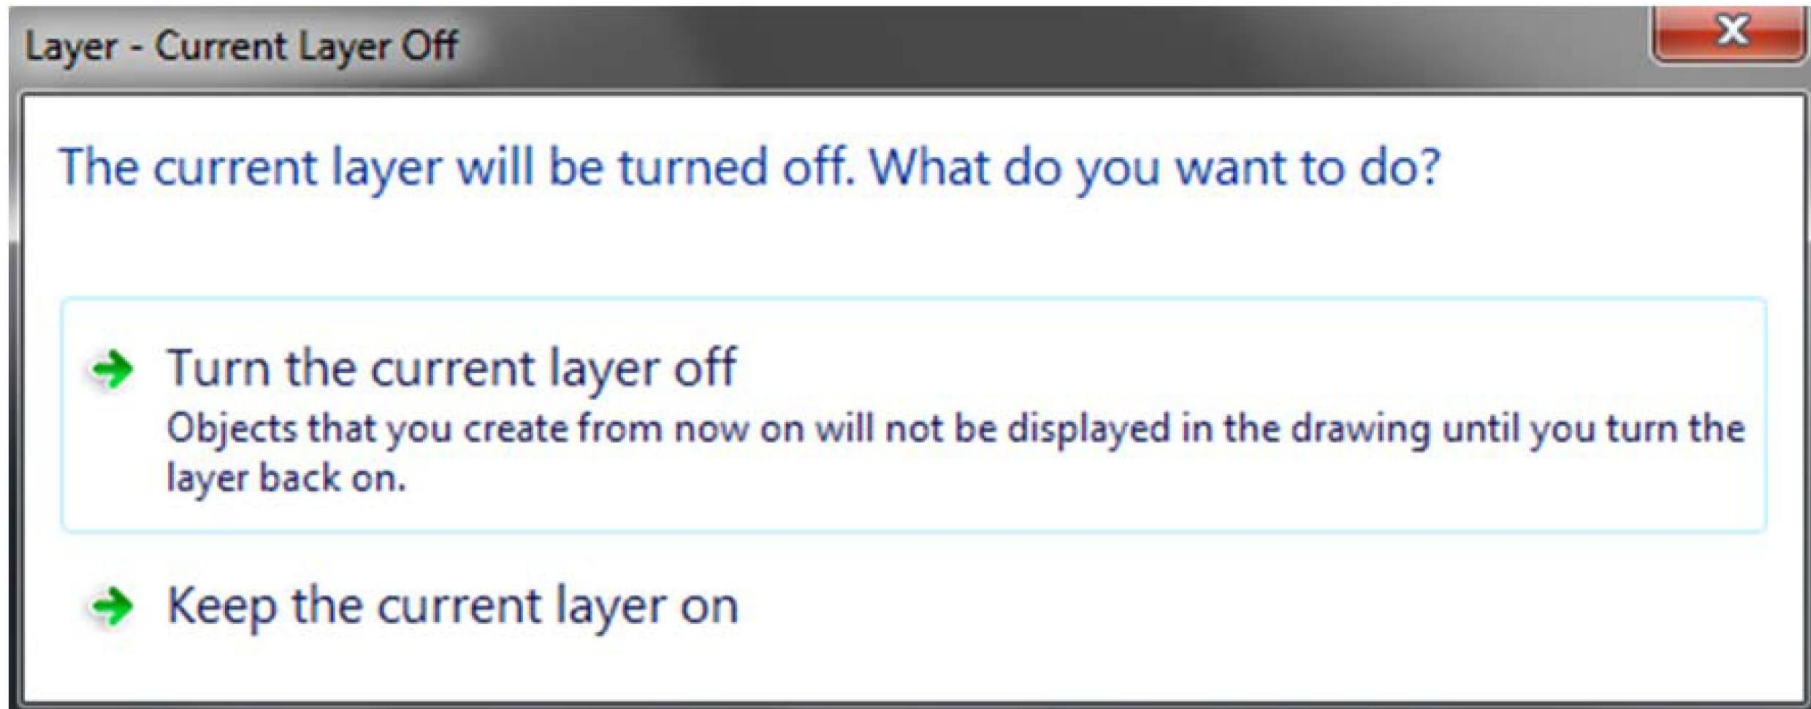 Layer - Current Layer Off
The current layer will be turned off. What do you want to do?
Turn the current layer off
Objects that you create from now on will not be displayed in the drawing until you turn the
layer back on.
Keep the current layer on